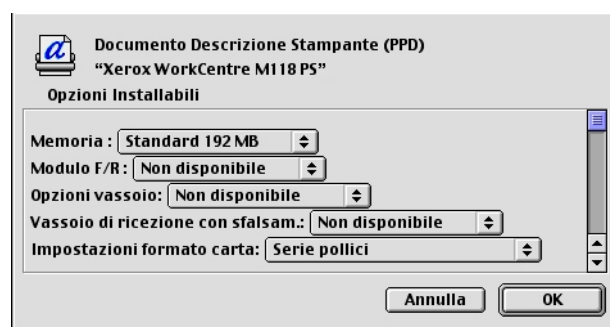 Documento Descrizione Stampante (PPD)
“Xerox WorkCentre M118 PS”
Opzioni Installabili
Memoria : Standard 192 MB
Modulo F/R : Non disponibile
Opzioni vassoio: Non disponibile
Vassoio di ricezione con sfalsam.: Non disponibile
Impostazioni formato carta: Serie pollici
Annulla OK